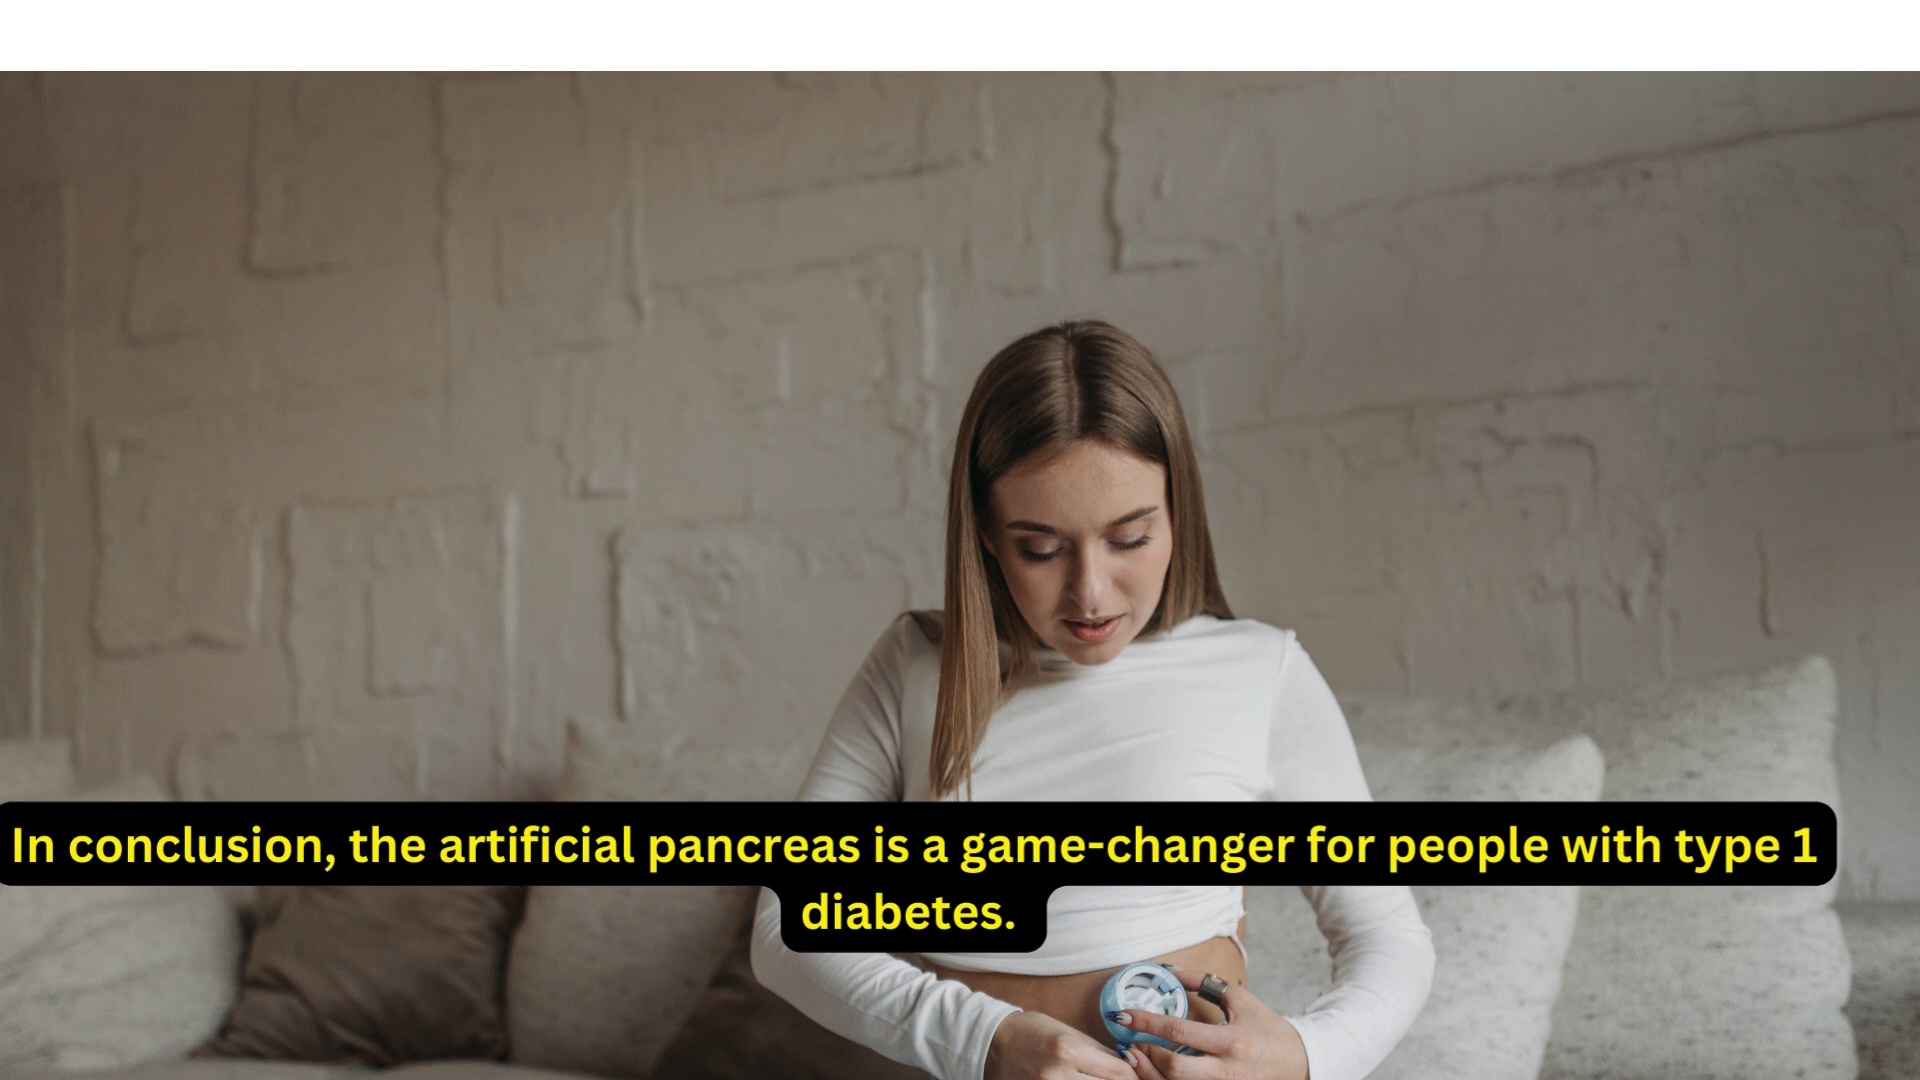 In conclusion, the artificial pancreas is a game-changer for people with type 1
diabetes.